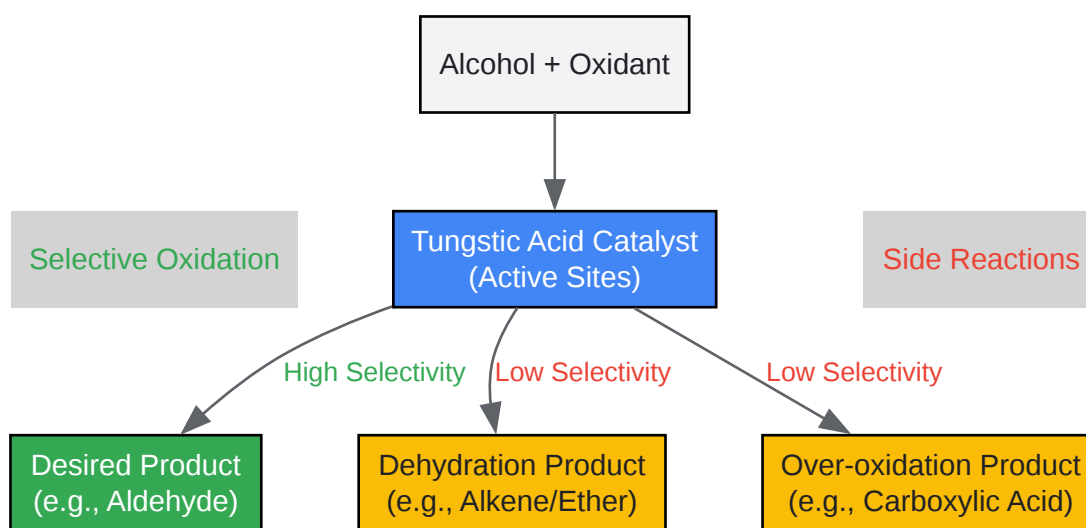 Alcohol + Oxidant
Selective Oxidation
Tungstic Acid Catalyst
(Active Sites)
Side Reactions
High Selectivity
Low Selectivity
Low Selectivity
Desired Product
(e.g., Aldehyde)
Dehydration Product
(e.g., Alkene/Ether)
Over-oxidation Product
(e.g., Carboxylic Acid)